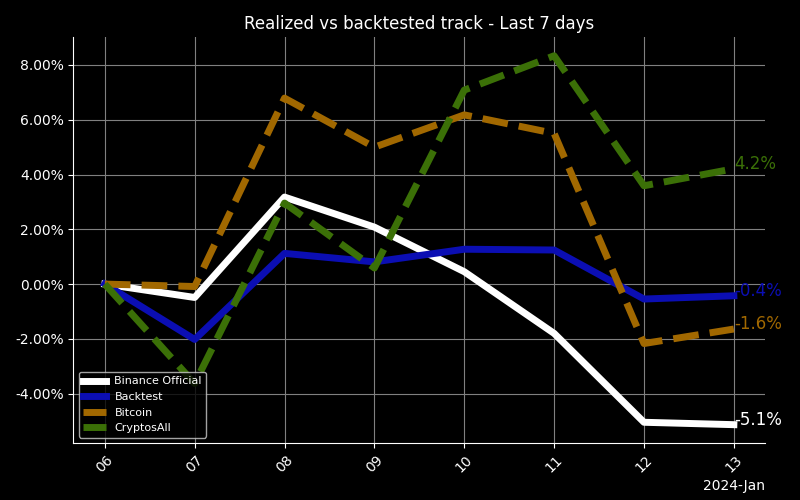 Realized vs backtested track - Last 7 days
8.00%
6.00%
4.00%
2.00%
0.00%
-2.00%
-4.00%
4.2%
-0.4%
-1.6%
-5.1%
Binance Official
Backtest
Bitcoin
CryptosAll
06 07 08 09 10 11 12 13
2024-Jan